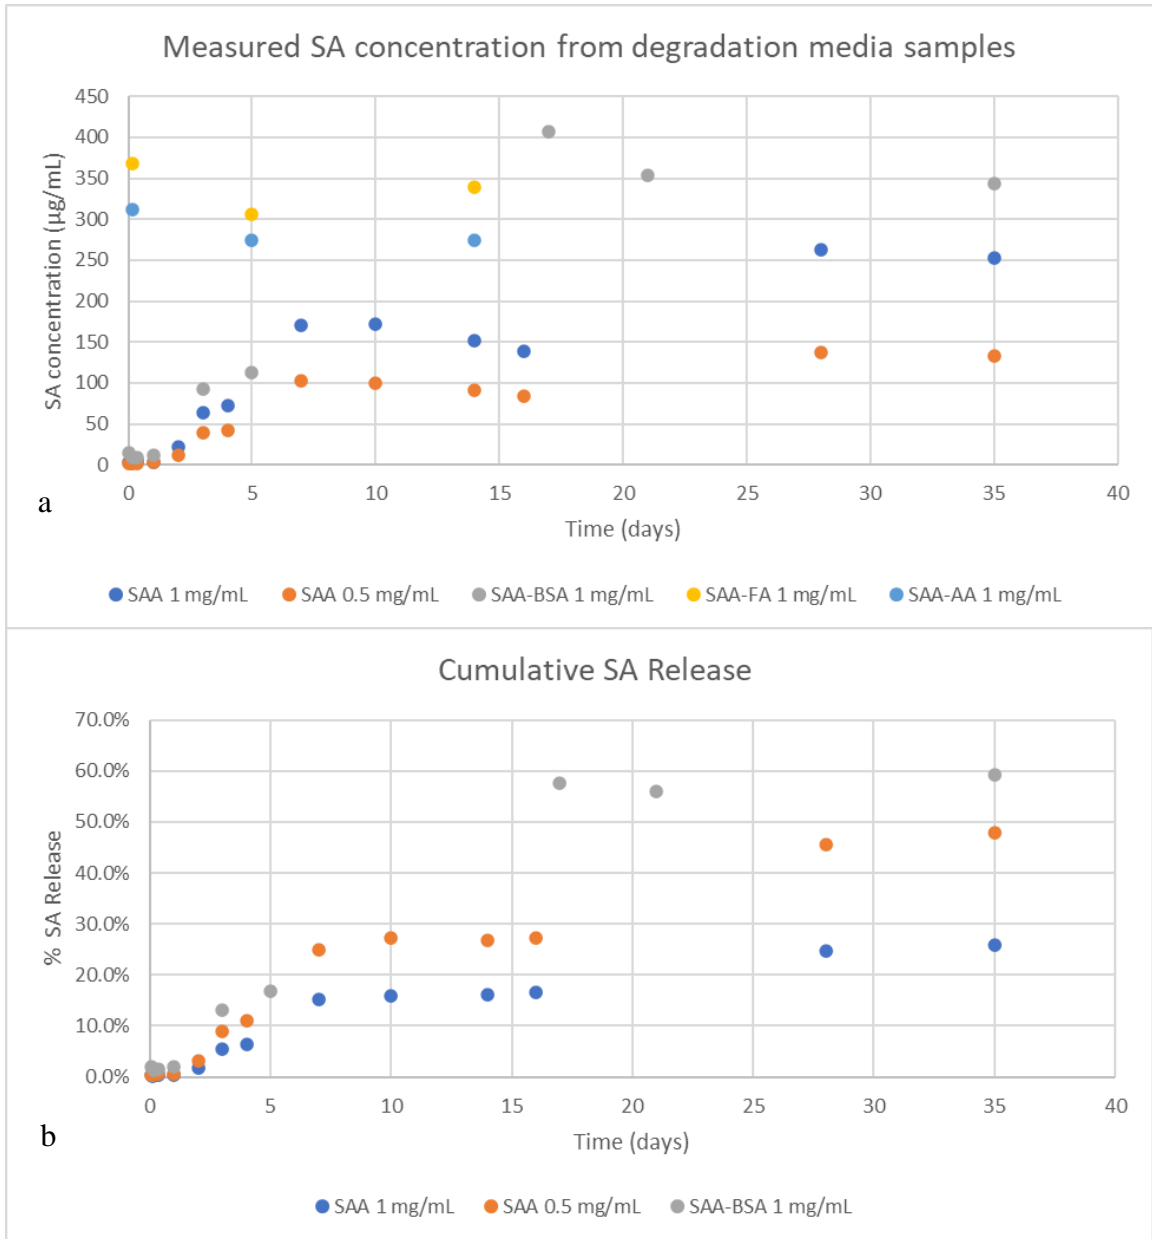 Measured SA concentration from degradation media samples
SA concentration (µg/mL)
450
400
350
300
250
200
150
100
50
0
0 5 10 15 20 25 30 35 40
a
Time (days)
SAA 1 mg/mL SAA 0.5 mg/mL SAA-BSA 1 mg/mL SAA-FA 1 mg/mL SAA-AA 1 mg/mL
Cumulative SA Release
% SA Release
70.0%
60.0%
50.0%
40.0%
30.0%
20.0%
10.0%
0.0%
0 5 10 15 20 25 30 35 40
b
Time (days)
SAA 1 mg/mL SAA 0.5 mg/mL SAA-BSA 1 mg/mL